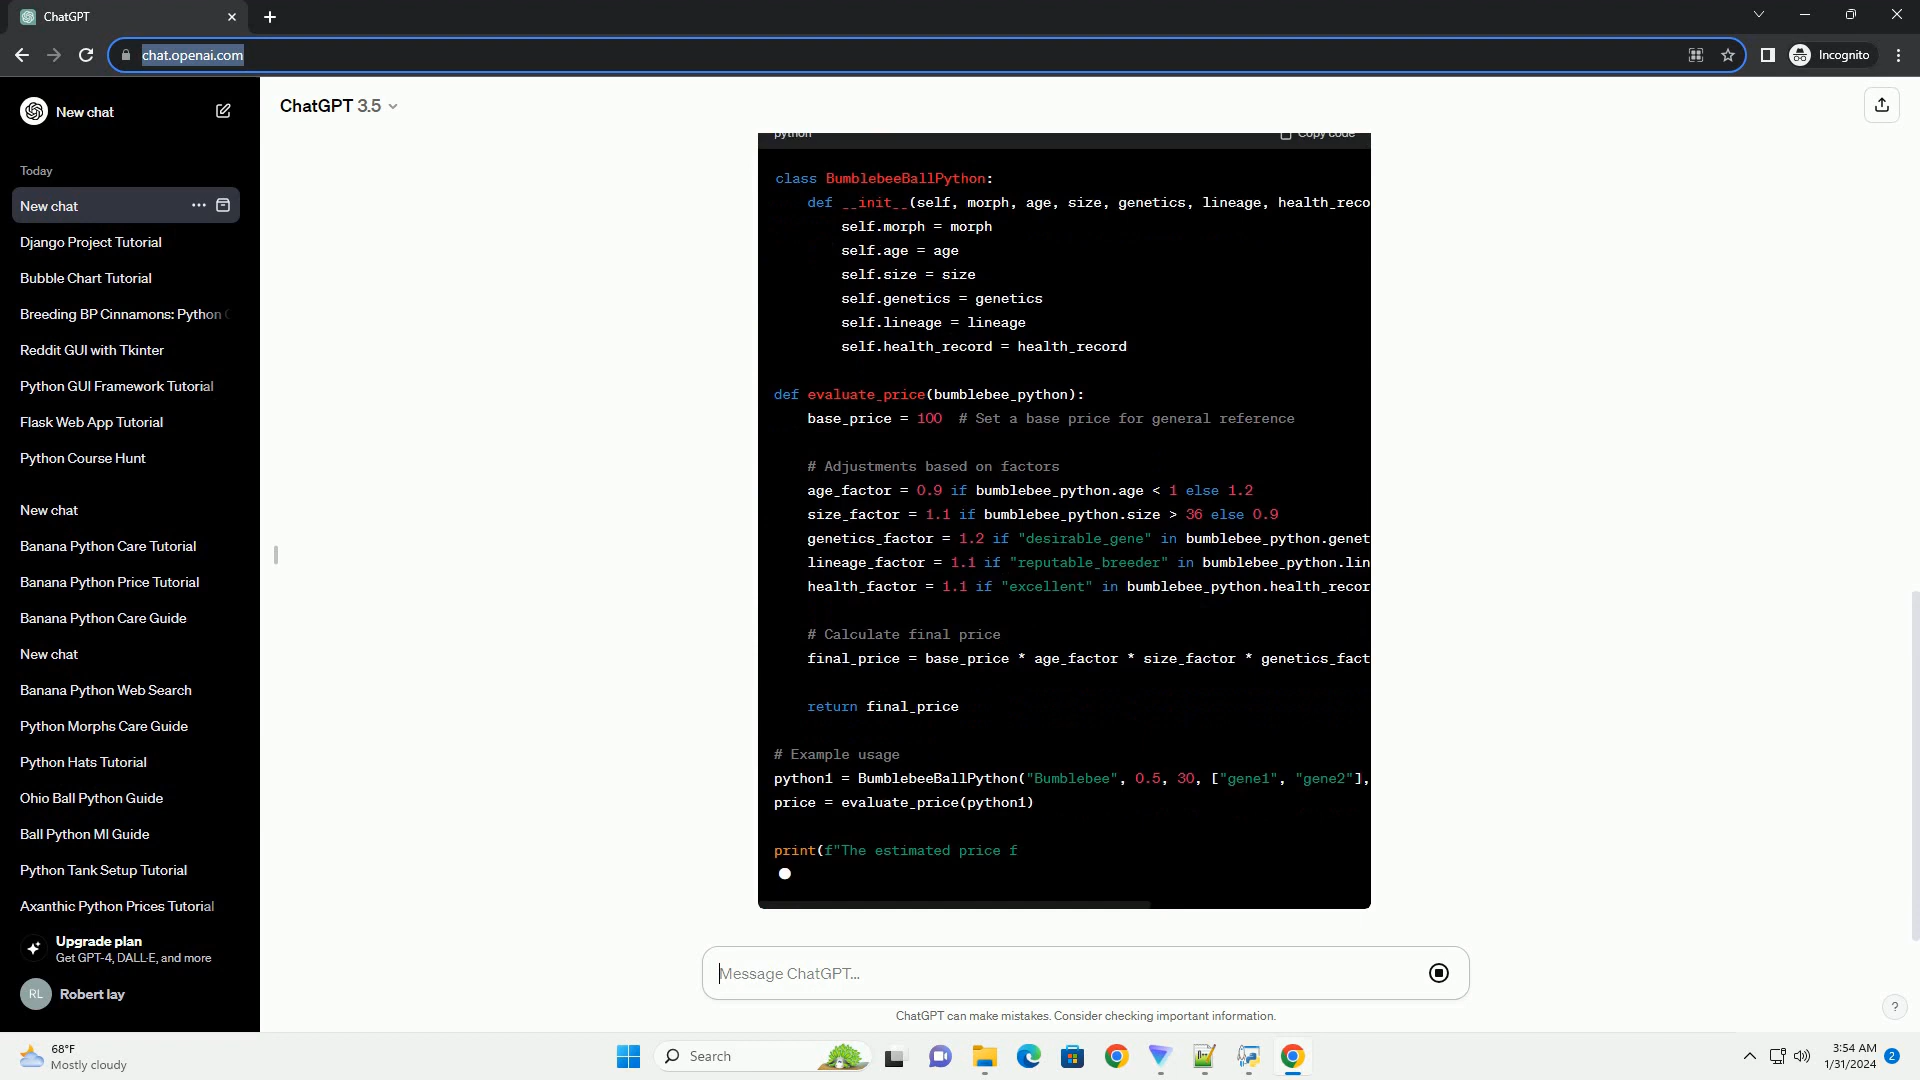 ChatGPT
chat.openai.com
Incognito
New chat
ChatGPT 3.5
Today
New chat
Django Project Tutorial
Bubble Chart Tutorial
Breeding BP Cinnamons: Python
Reddit GUI with Tkinter
Python GUI Framework Tutorial
Flask Web App Tutorial
Python Course Hunt
New chat
Banana Python Care Tutorial
Banana Python Price Tutorial
Banana Python Care Guide
New chat
Banana Python Web Search
Python Morphs Care Guide
Python Hats Tutorial
Ohio Ball Python Guide
Ball Python MI Guide
Python Tank Setup Tutorial
Axanthic Python Prices Tutorial
Upgrade plan
Get GPT-4, DALL·E, and more
RL Robert lay
python Copy code
class BumblebeeBallPython:
def __init__(self, morph, age, size, genetics, lineage, health_reco
self.morph = morph
self.age = age
self.size = size
self.genetics = genetics
self.lineage = lineage
self.health_record = health_record
def evaluate_price(bumblebee_python):
base_price = 100 # Set a base price for general reference
# Adjustments based on factors
age_factor = 0.9 if bumblebee_python.age < 1 else 1.2
size_factor = 1.1 if bumblebee_python.size > 36 else 0.9
genetics_factor = 1.2 if "desirable_gene" in bumblebee_python.genet
lineage_factor = 1.1 if "reputable_breeder" in bumblebee_python.lin
health_factor = 1.1 if "excellent" in bumblebee_python.health_recor
# Calculate final price
final_price = base_price * age_factor * size_factor * genetics_fact
return final_price
# Example usage
python1 = BumblebeeBallPython("Bumblebee", 0.5, 30, ["gene1", "gene2"],
price = evaluate_price(python1)
print(f"The estimated price f
Message ChatGPT...
ChatGPT can make mistakes. Consider checking important information.
?
68°F
Mostly cloudy
Search
3:54 AM
1/31/2024
2